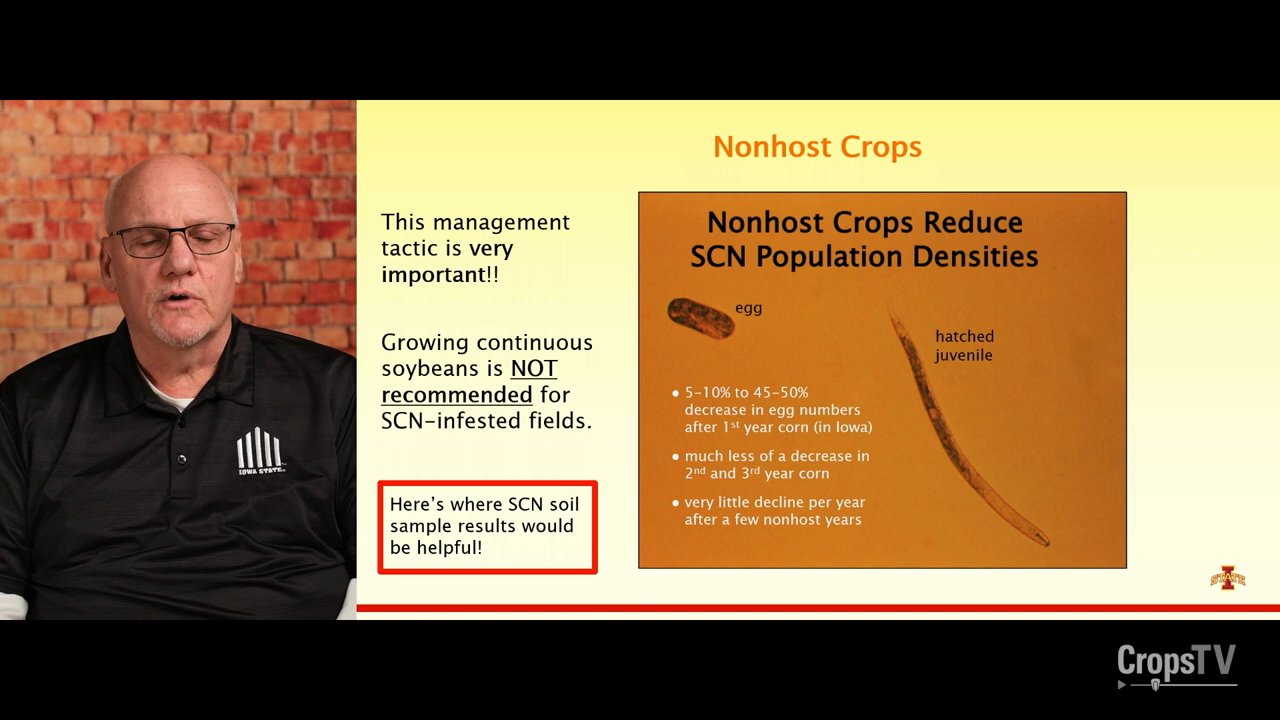 Nonhost Crops
This management
tactic is very
important!!
Growing continuous
soybeans is NOT
recommended for
SCN-infested fields.
Here's where SCN soil
sample results would
be helpful!
Nonhost Crops Reduce
SCN Population Densities
egg
hatched
juvenile
• 5-10% to 45-50%
decrease in egg numbers
after 1st year corn (in Iowa)
• much less of a decrease in
2nd and 3rd year corn
• very little decline per year
after a few nonhost years
IOWA STATE
STATE
CropsTV